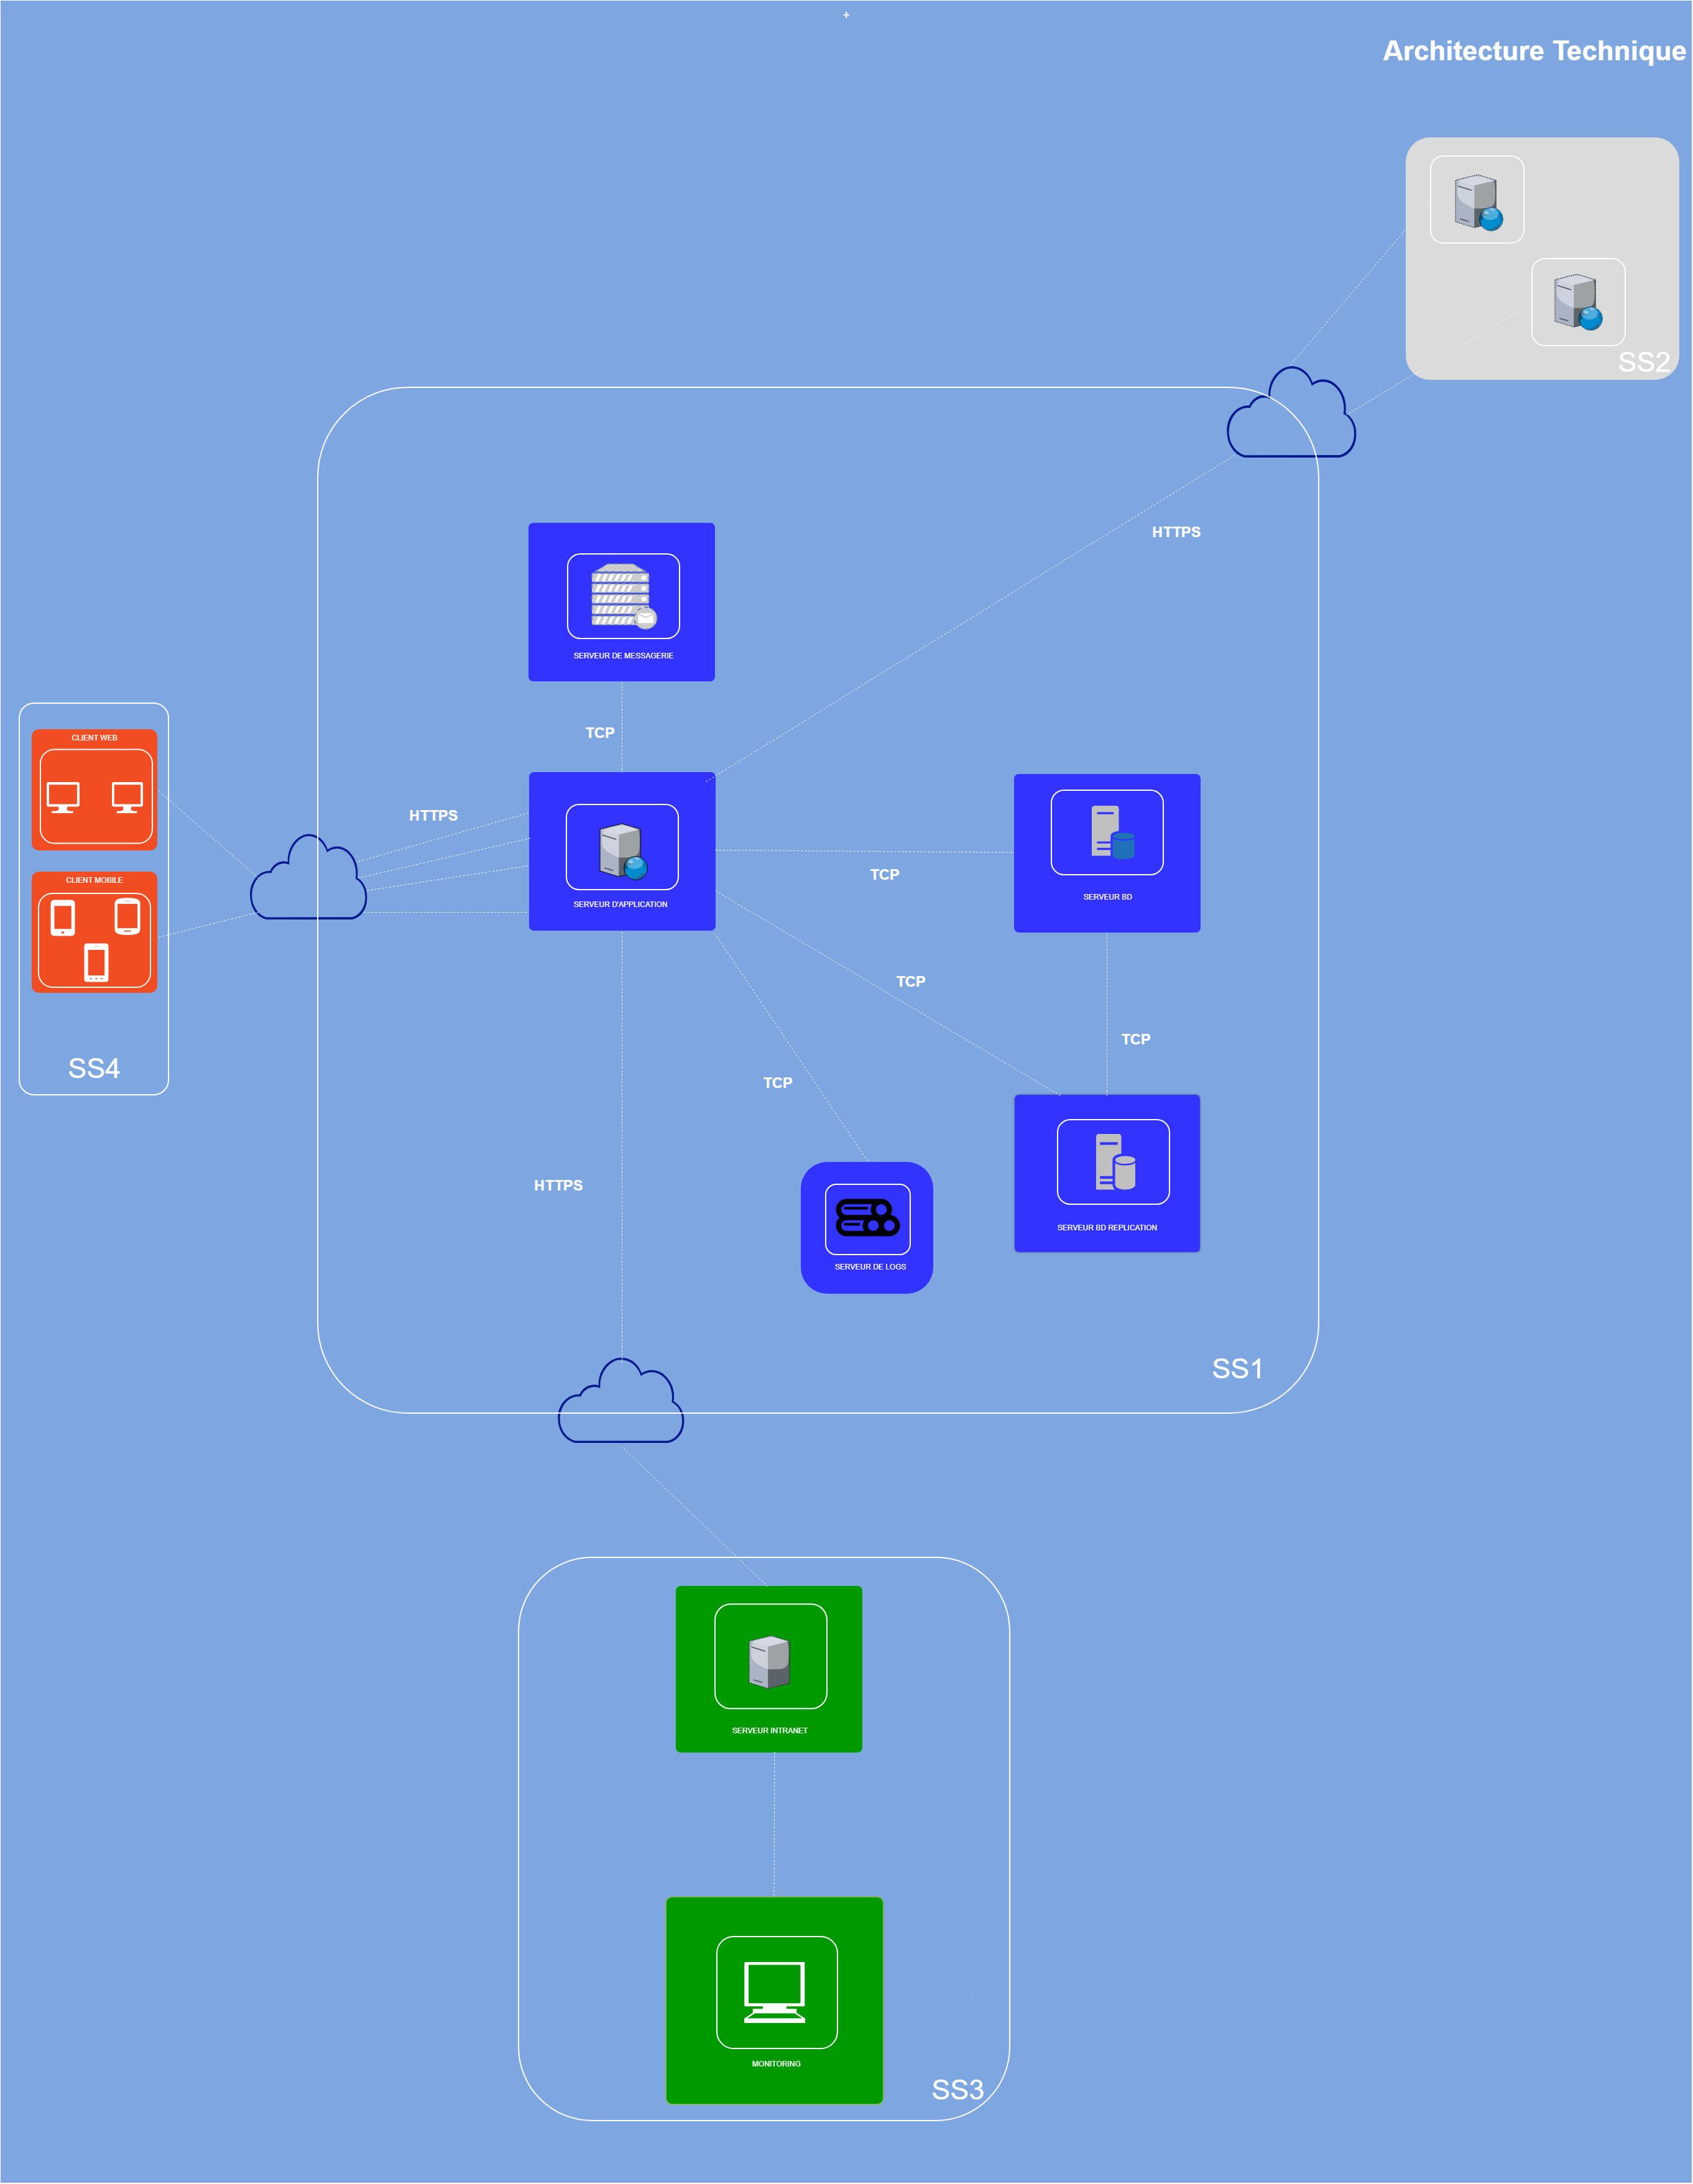 +
Architecture Technique
SS2
HTTPS
SERVEUR DE MESSAGERIE
TCP
CLIENT WEB
HTTPS
CLIENT MOBILE
SERVEUR D'APPLICATION
TCP
SERVEUR BD
TCP
TCP
SS4
TCP
HTTPS
SERVEUR BD REPLICATION
SERVEUR DE LOGS
SS1
SERVEUR INTRANET
MONITORING
SS3